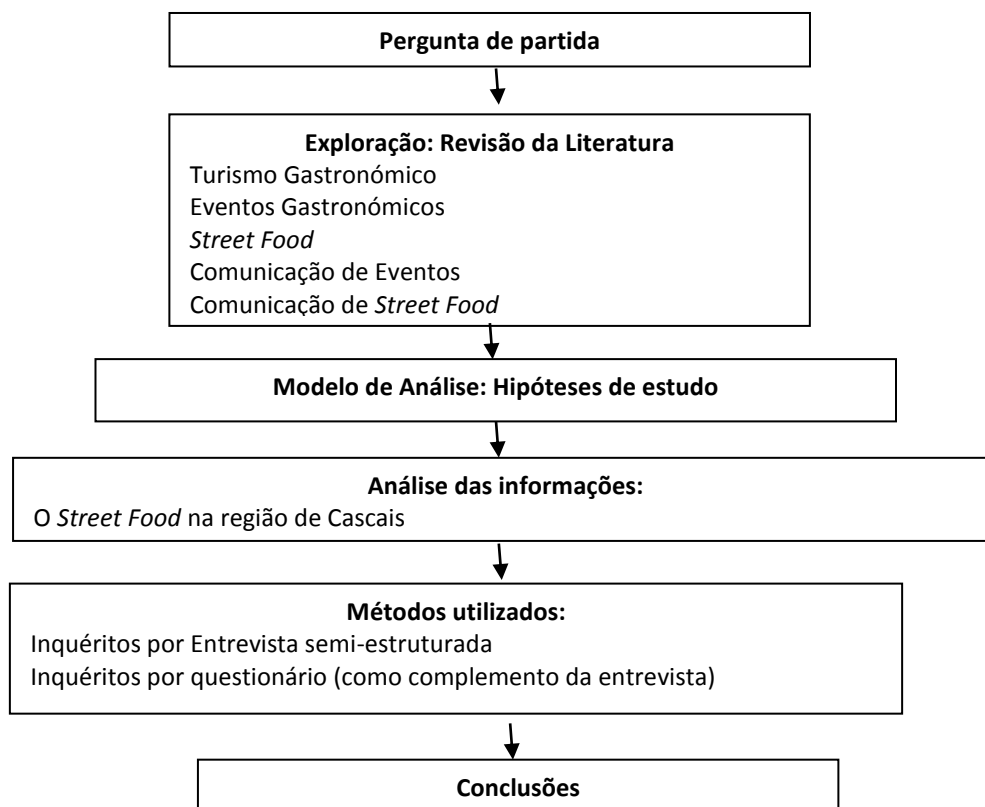 Pergunta de partida
Exploração: Revisão da Literatura
Turismo Gastronómico
Eventos Gastronómicos
Street Food
Comunicação de Eventos
Comunicação de Street Food
Modelo de Análise: Hipóteses de estudo
Análise das informações:
O Street Food na região de Cascais
Métodos utilizados:
Inquéritos por Entrevista semi-estruturada
Inquéritos por questionário (como complemento da entrevista)
Conclusões